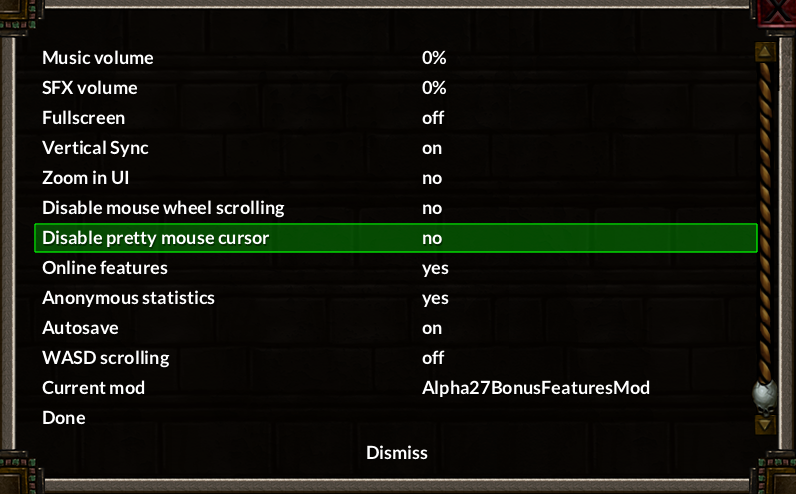 Music volume 0%
SFX volume 0%
Fullscreen off
Vertical Sync on
Zoom in UI no
Disable mouse wheel scrolling no
Disable pretty mouse cursor no
Online features yes
Anonymous statistics yes
Autosave on
WASD scrolling off
Current mod Alpha27BonusFeaturesMod
Done
Dismiss